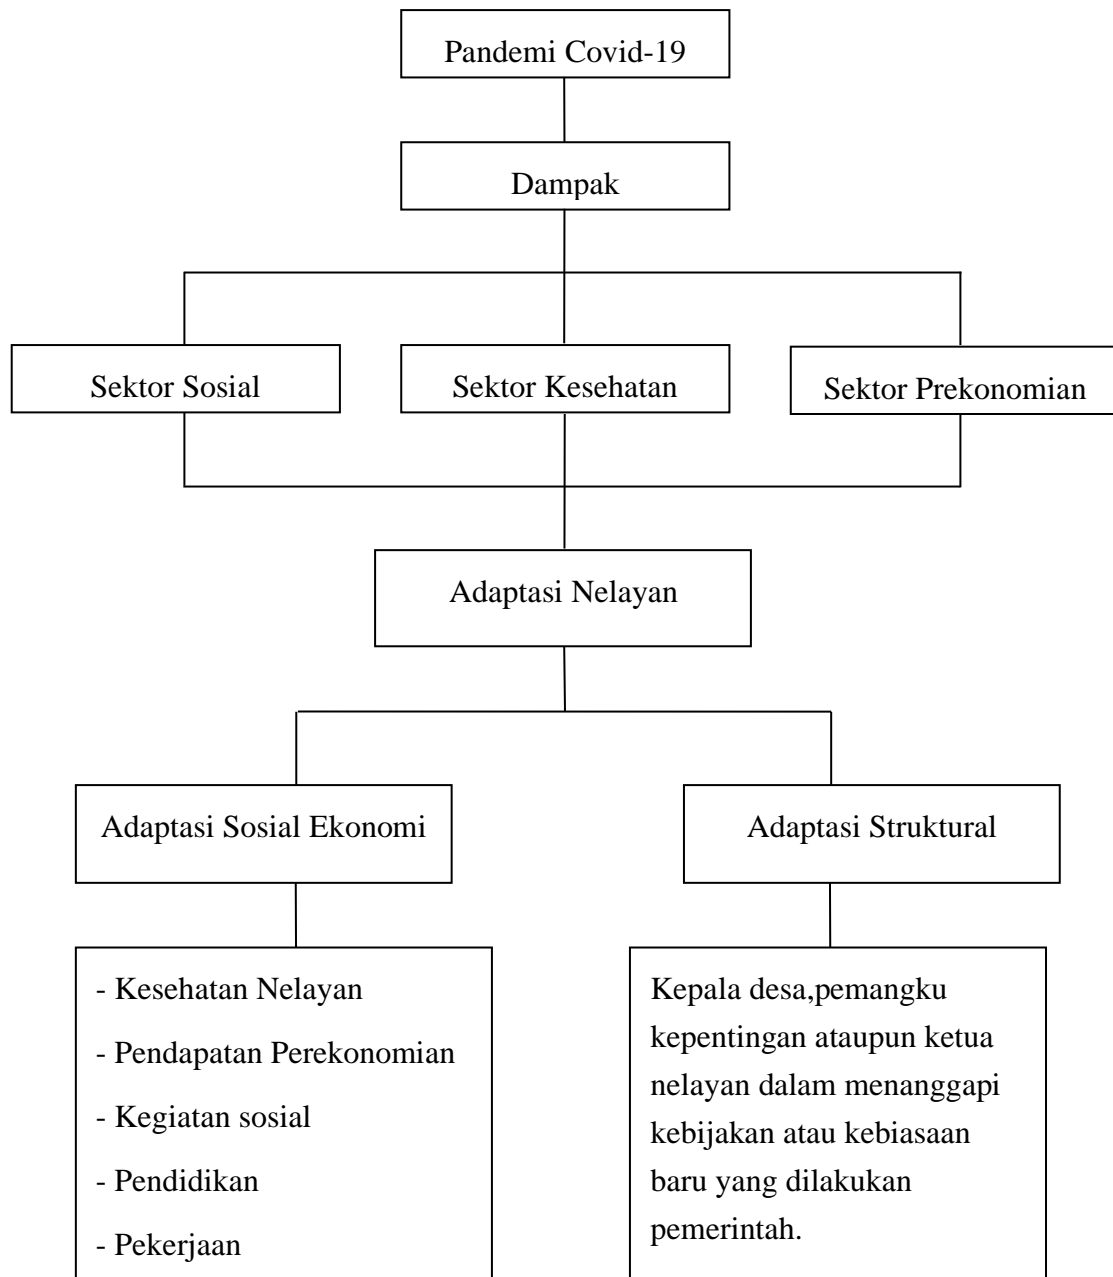 Pandemi Covid-19
Dampak
Sektor Sosial
Sektor Kesehatan
Sektor Prekonomian
Adaptasi Nelayan
Adaptasi Sosial Ekonomi
Adaptasi Struktural
- Kesehatan Nelayan
- Pendapatan Perekonomian
- Kegiatan sosial
- Pendidikan
- Pekerjaan
Kepala desa,pemangku
kepentingan ataupun ketua
nelayan dalam menanggapi
kebijakan atau kebiasaan
baru yang dilakukan
pemerintah.